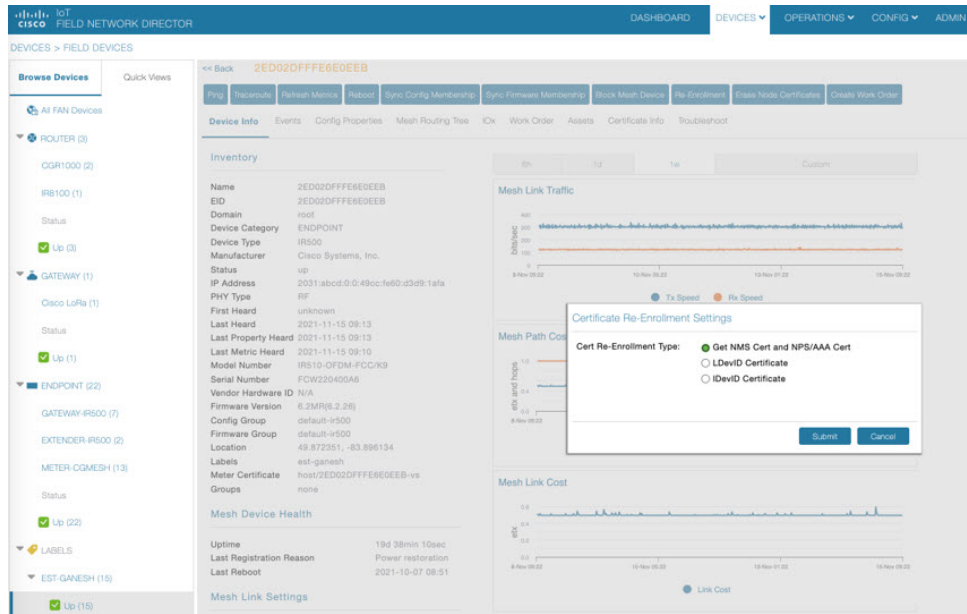 cisco IoT FIELD NETWORK DIRECTOR
DASHBOARD DEVICES OPERATIONS CONFIG ADMIN
DEVICES > FIELD DEVICES
Browse Devices Quick Views
All FAN Devices
ROUTER (3)
CGR1000 (2)
IR8100 (1)
Status
Up (3)
GATEWAY (1)
Cisco LoRa (1)
Status
Up (1)
ENDPOINT (22)
GATEWAY-IR500 (7)
EXTENDER-IR500 (2)
METER-CGMESH (13)
Status
Up (22)
LABELS
EST-GANESH (15)
Up (15)
<< Back 2ED02DFFFE6E0EEB
Ping Traceroute Refresh Metrics Reboot Sync Config Membership Sync Firmware Membership Block Mesh Device Re-Enrollment Erase Node Certificates Create Work Order
Device Info Events Config Properties Mesh Routing Tree IOx Work Order Assets Certificate Info Troubleshoot
Inventory
Name 2ED02DFFFE6E0EEB
EID 2ED02DFFFE6E0EEB
Domain root
Device Category ENDPOINT
Device Type IR500
Manufacturer Cisco Systems, Inc.
Status up
IP Address 2031:abcd:0:0:49cc:fe60:d3d9:1afa
PHY Type RF
First Heard unknown
Last Heard 2021-11-15 09:13
Last Property Heard 2021-11-15 09:13
Last Metric Heard 2021-11-15 09:10
Model Number IR510-OFDM-FCC/K9
Serial Number FCW220400A6
Vendor Hardware ID N/A
Firmware Version 6.2MR(6.2.26)
Config Group default-ir500
Firmware Group default-ir500
Location 49.872351, -83.896134
Labels est-ganesh
Meter Certificate host/2ED02DFFFE6E0EEB-vs
Groups none
Mesh Device Health
Uptime 19d 38min 10sec
Last Registration Reason Power restoration
Last Reboot 2021-10-07 08:51
Mesh Link Settings
6h 1d 1w Custom
Mesh Link Traffic
bits/sec
400
300
200
100
0
Tx Speed Rx Speed
Mesh Path Cos
etx and hops
Certificate Re-Enrollment Settings
Cert Re-Enrollment Type: Get NMS Cert and NPS/AAA Cert
LDevID Certificate
IDevID Certificate
Submit Cancel
Mesh Link Cost
etx
Link Cost